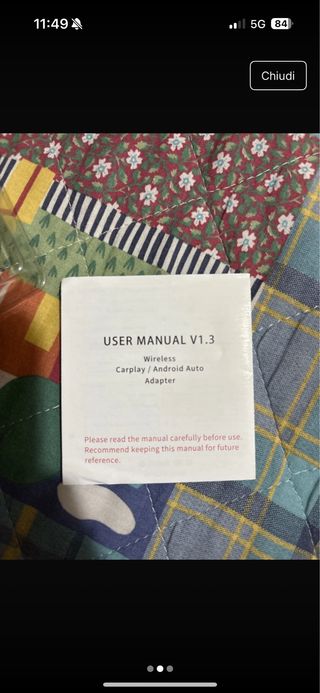 11:49
5G 84
Chiudi
USER MANUAL V1.3
Wireless
Carplay / Android Auto
Adapter
Please read the manual carefully before use.
Recommend keeping this manual for future
reference.